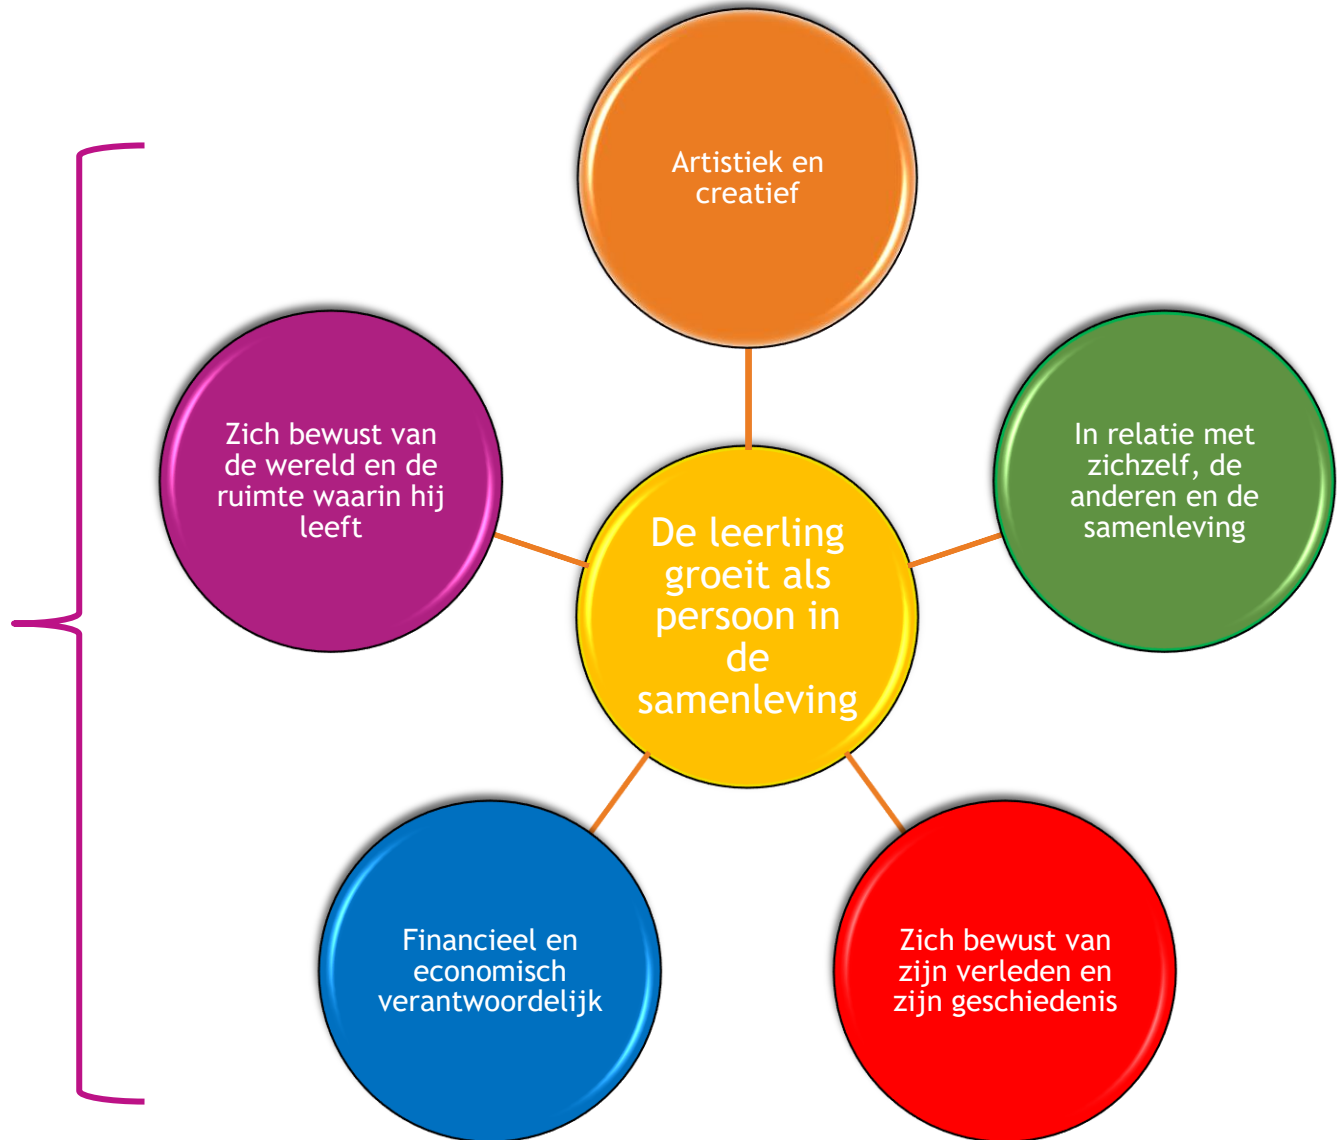 Artistiek en
creatief
In relatie met
zichzelf, de
anderen en de
samenleving
Zich bewust van
zijn verleden en
zijn geschiedenis
Financieel en
economisch
verantwoordelijk
Zich bewust van
de wereld en de
ruimte waarin hij
leeft
De leerling
groeit als
persoon in
de
samenleving